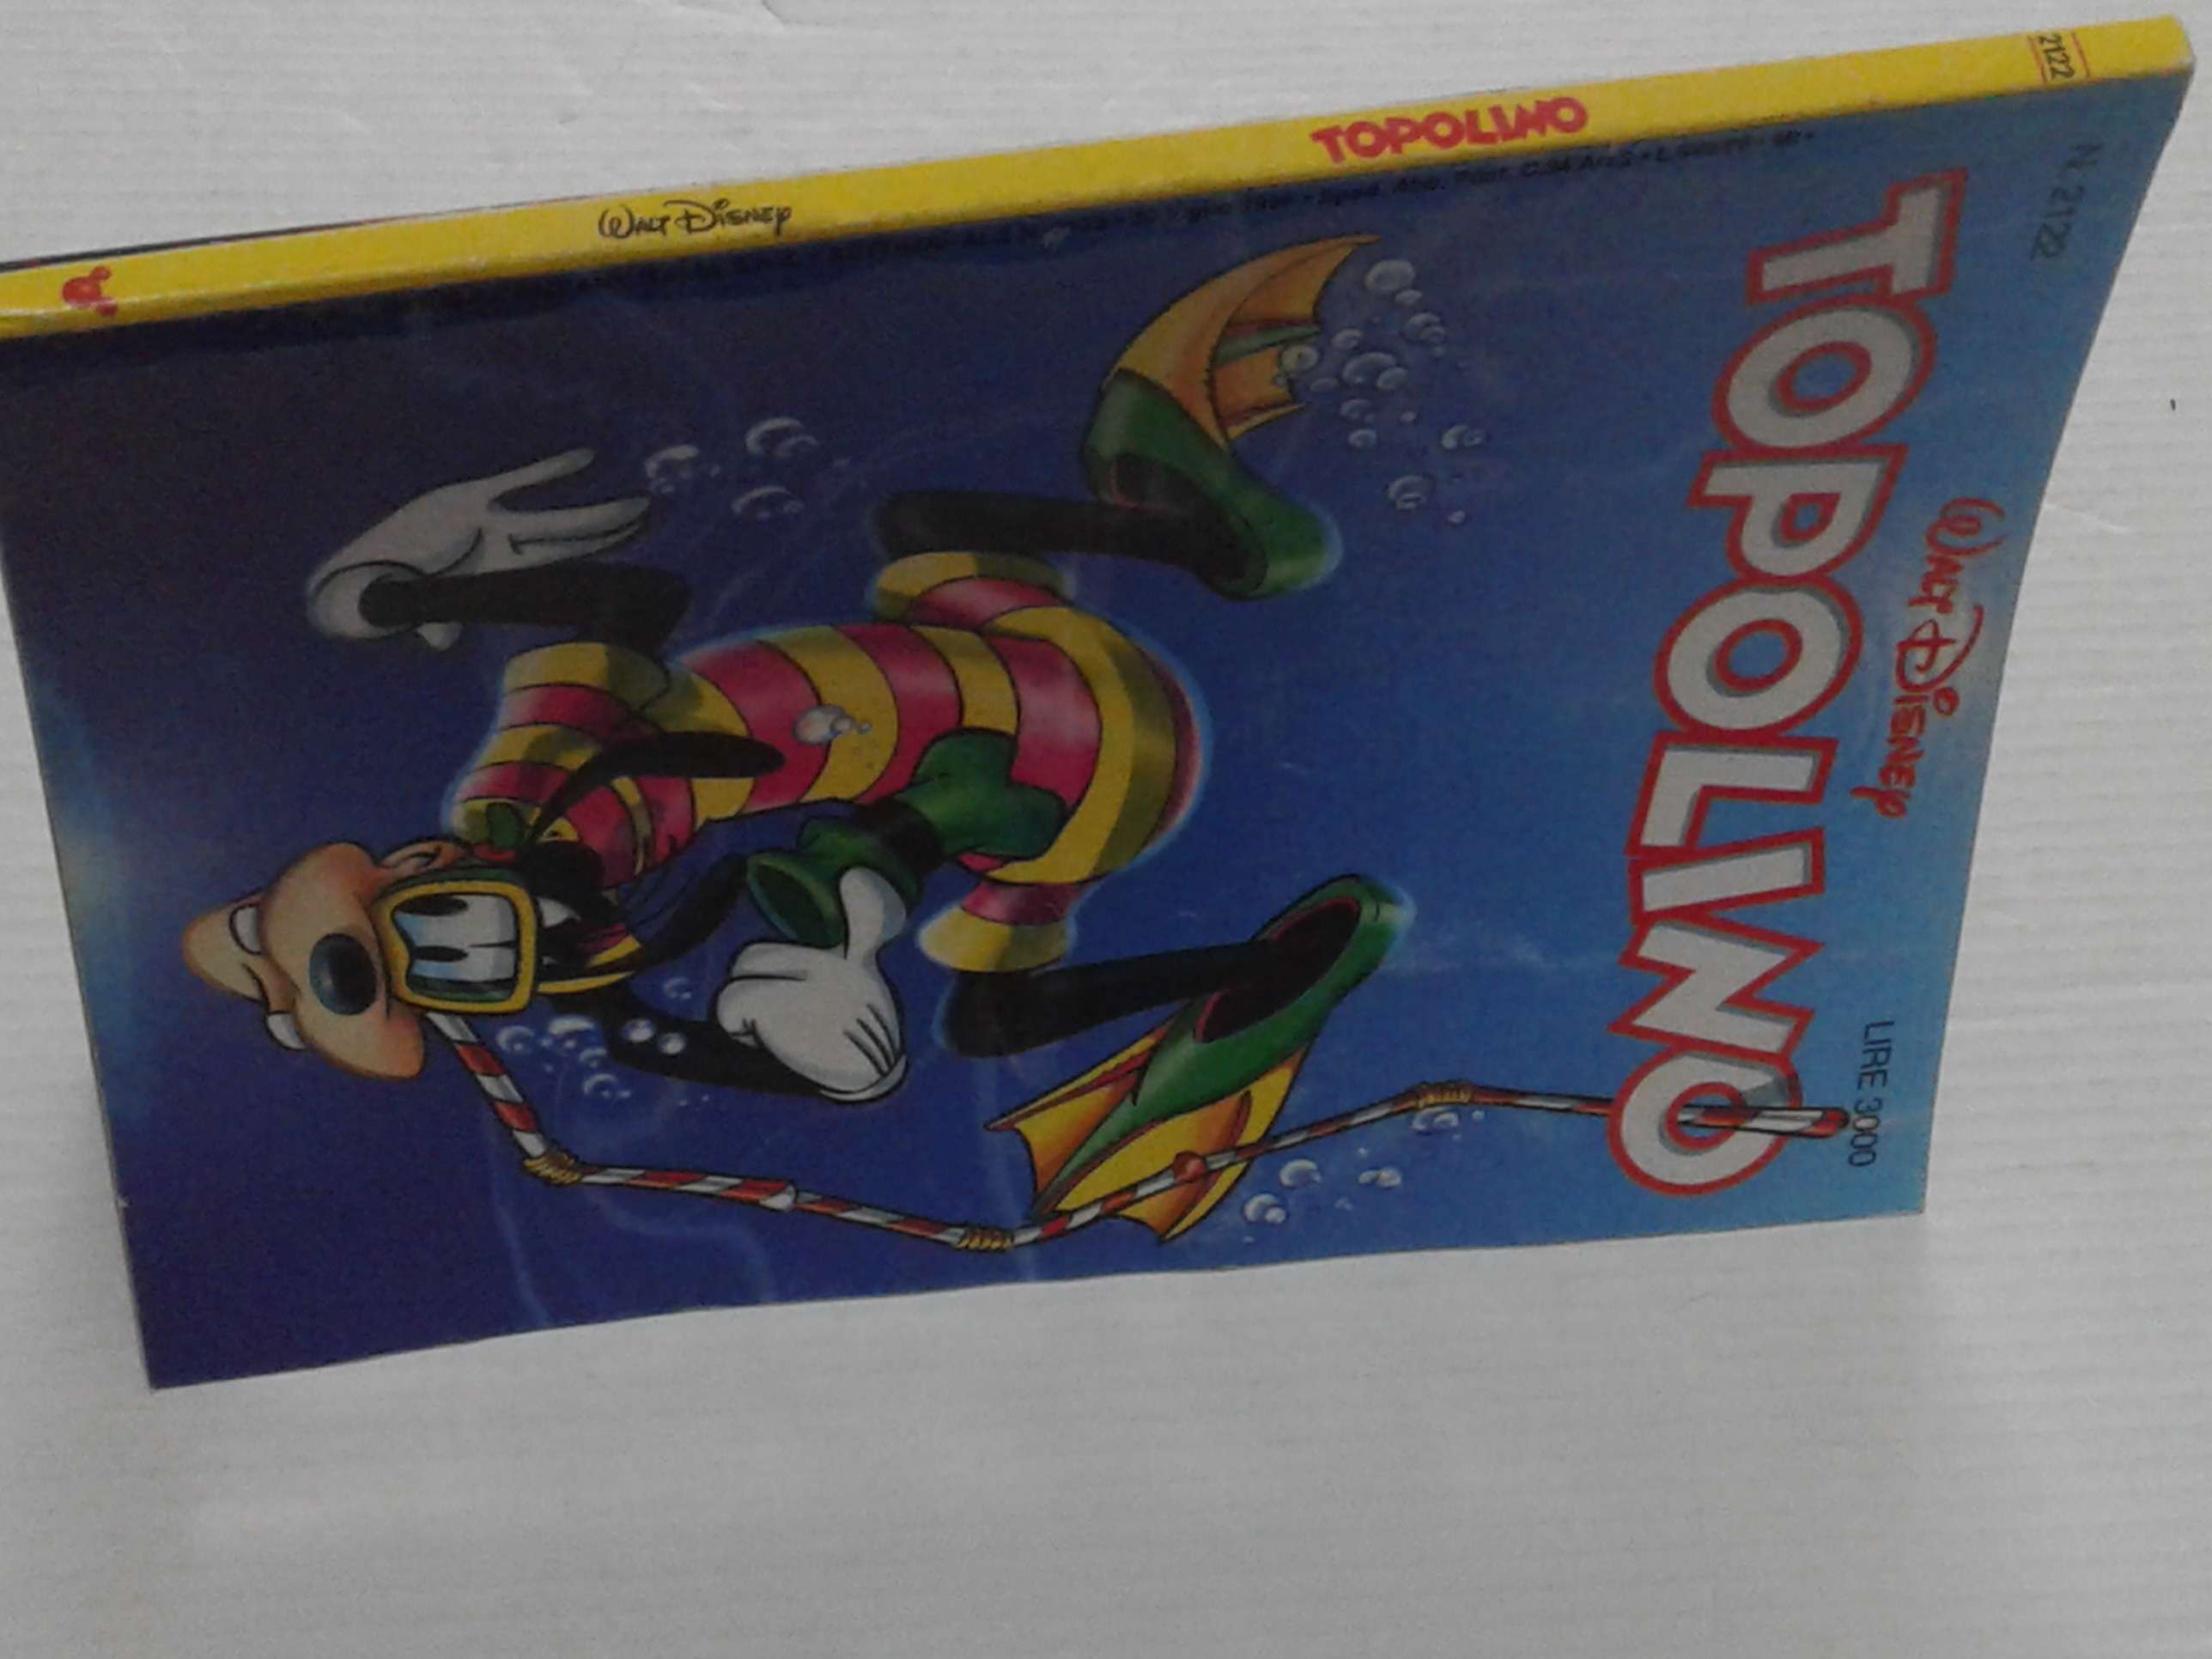 2122
TOPOLINO
WALT DISNEY
N. 2122
WALT DISNEY
LIRE 3000
TOPOLINO